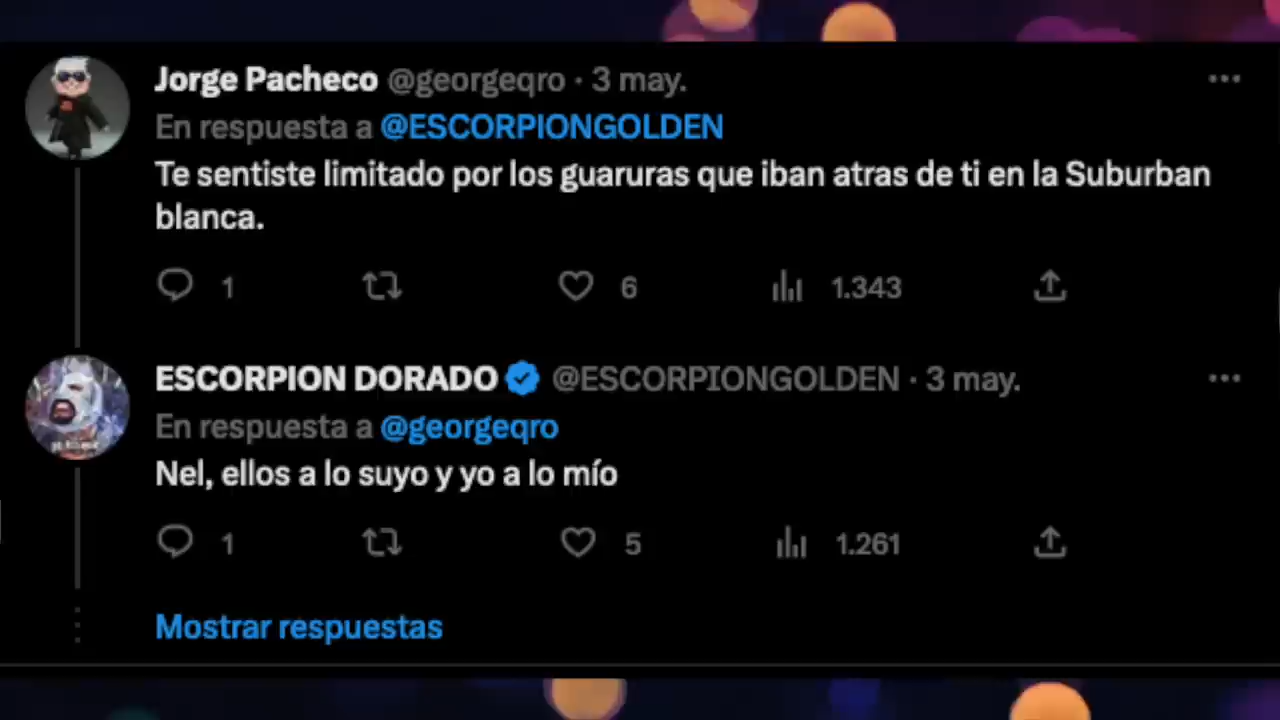 Jorge Pacheco @georgeqro · 3 may.
En respuesta a @ESCORPIONGOLDEN
Te sentiste limitado por los guaruras que iban atras de ti en la Suburban
blanca.
1 6 1.343
ESCORPION DORADO @ESCORPIONGOLDEN · 3 may.
En respuesta a @georgeqro
Nel, ellos a lo suyo y yo a lo mío
1 5 1.261
Mostrar respuestas